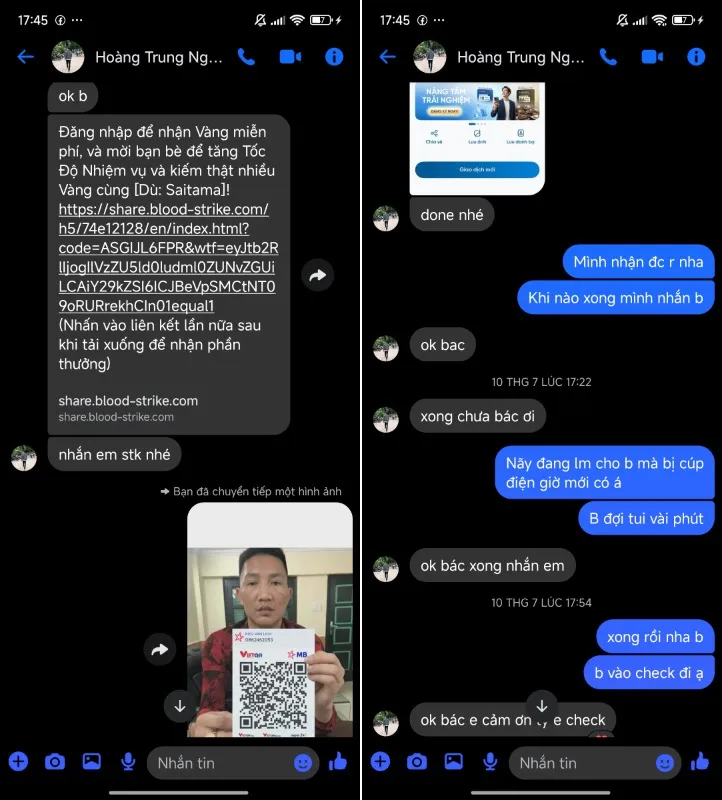 17:45
7
Hoàng Trung Ng...
ok b
Đăng nhập để nhận Vàng miễn
phí, và mời bạn bè để tăng Tốc
Độ Nhiệm vụ và kiếm thật nhiều
Vàng cùng [Dù: Saitama]!
https://share.blood-strike.com/
h5/74e12128/en/index.html?
code=ASGIJL6FPR&wtf=eyJtb2R
lIjogIlVzZU5ld0ludml0ZUNvZGUi
LCAiY29kZSI6ICJBeVpSMCtNT0
9oRURrekhCIn01equal1
(Nhấn vào liên kết lần nữa sau
khi tải xuống để nhận phần
thưởng)
share.blood-strike.com
share.blood-strike.com
nhắn em stk nhé
Bạn đã chuyển tiếp một hình ảnh
VIETQR
MB
Nhắn tin
17:45
7
Hoàng Trung Ng...
NÂNG TẦM
TRẢI NGHIỆM
Chia sẻ
Lưu ảnh
Lưu danh bạ
Giao dịch mới
done nhé
Mình nhận đc r nha
Khi nào xong mình nhắn b
ok bac
10 THG 7 LÚC 17:22
xong chưa bác ơi
Nãy đang lm cho b mà bị cúp
điện giờ mới có á
B đợi tui vài phút
ok bác xong nhắn em
10 THG 7 LÚC 17:54
xong rồi nha b
b vào check đi ạ
ok bác e cảm ơn ty e check
Nhắn tin